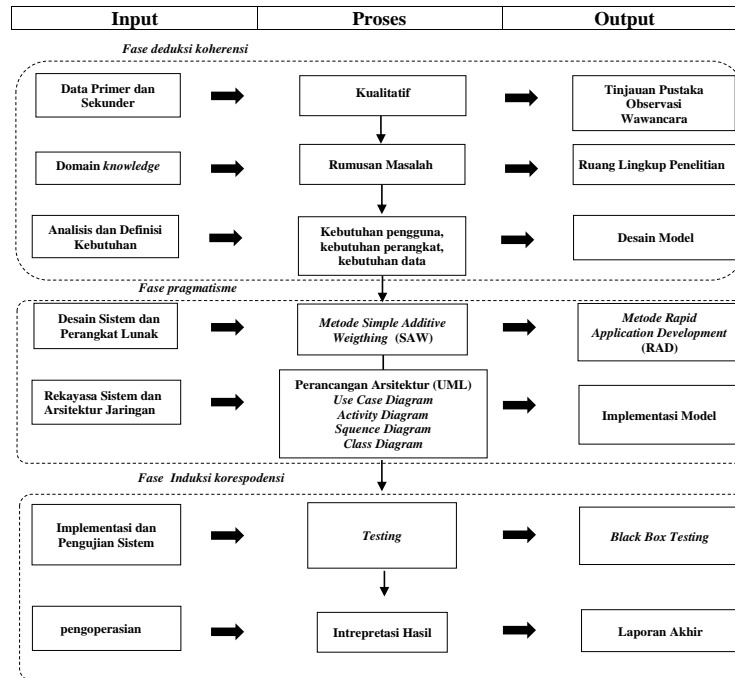 Input Proses Output
Fase deduksi koherensi
Data Primer dan
Sekunder
Kualitatif
Tinjauan Pustaka
Observasi
Wawancara
Domain knowledge
Rumusan Masalah
Ruang Lingkup Penelitian
Analisis dan Definisi
Kebutuhan
Kebutuhan pengguna,
kebutuhan perangkat,
kebutuhan data
Desain Model
Fase pragmatisme
Desain Sistem dan
Perangkat Lunak
Metode Simple Additive
Weigthing (SAW)
Metode Rapid
Application Development
(RAD)
Rekayasa Sistem dan
Arsitektur Jaringan
Perancangan Arsitektur (UML)
Use Case Diagram
Activity Diagram
Squence Diagram
Class Diagram
Implementasi Model
Fase Induksi korespodensi
Implementasi dan
Pengujian Sistem
Testing
Black Box Testing
pengoperasian
Intrepretasi Hasil
Laporan Akhir